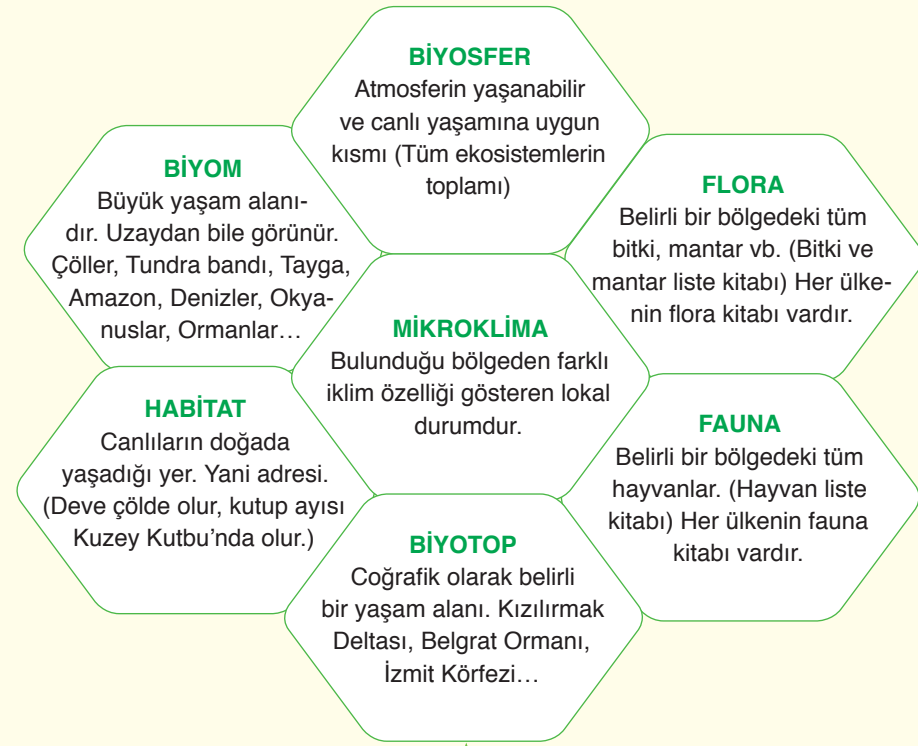 BİYOSFER
Atmosferin yaşanabilir
ve canlı yaşamına uygun
kısmı (Tüm ekosistemlerin
toplamı)
BİYOM
Büyük yaşam alanı-
dır. Uzaydan bile görünür.
Çöller, Tundra bandı, Tayga,
Amazon, Denizler, Okya-
nuslar, Ormanlar…
FLORA
Belirli bir bölgedeki tüm
bitki, mantar vb. (Bitki ve
mantar liste kitabı) Her ülke-
nin flora kitabı vardır.
MİKROKLİMA
Bulunduğu bölgeden farklı
iklim özelliği gösteren lokal
durumdur.
HABİTAT
Canlıların doğada
yaşadığı yer. Yani adresi.
(Deve çölde olur, kutup ayısı
Kuzey Kutbu’nda olur.)
FAUNA
Belirli bir bölgedeki tüm
hayvanlar. (Hayvan liste
kitabı) Her ülkenin fauna
kitabı vardır.
BİYOTOP
Coğrafik olarak belirli
bir yaşam alanı. Kızılırmak
Deltası, Belgrat Ormanı,
İzmit Körfezi…